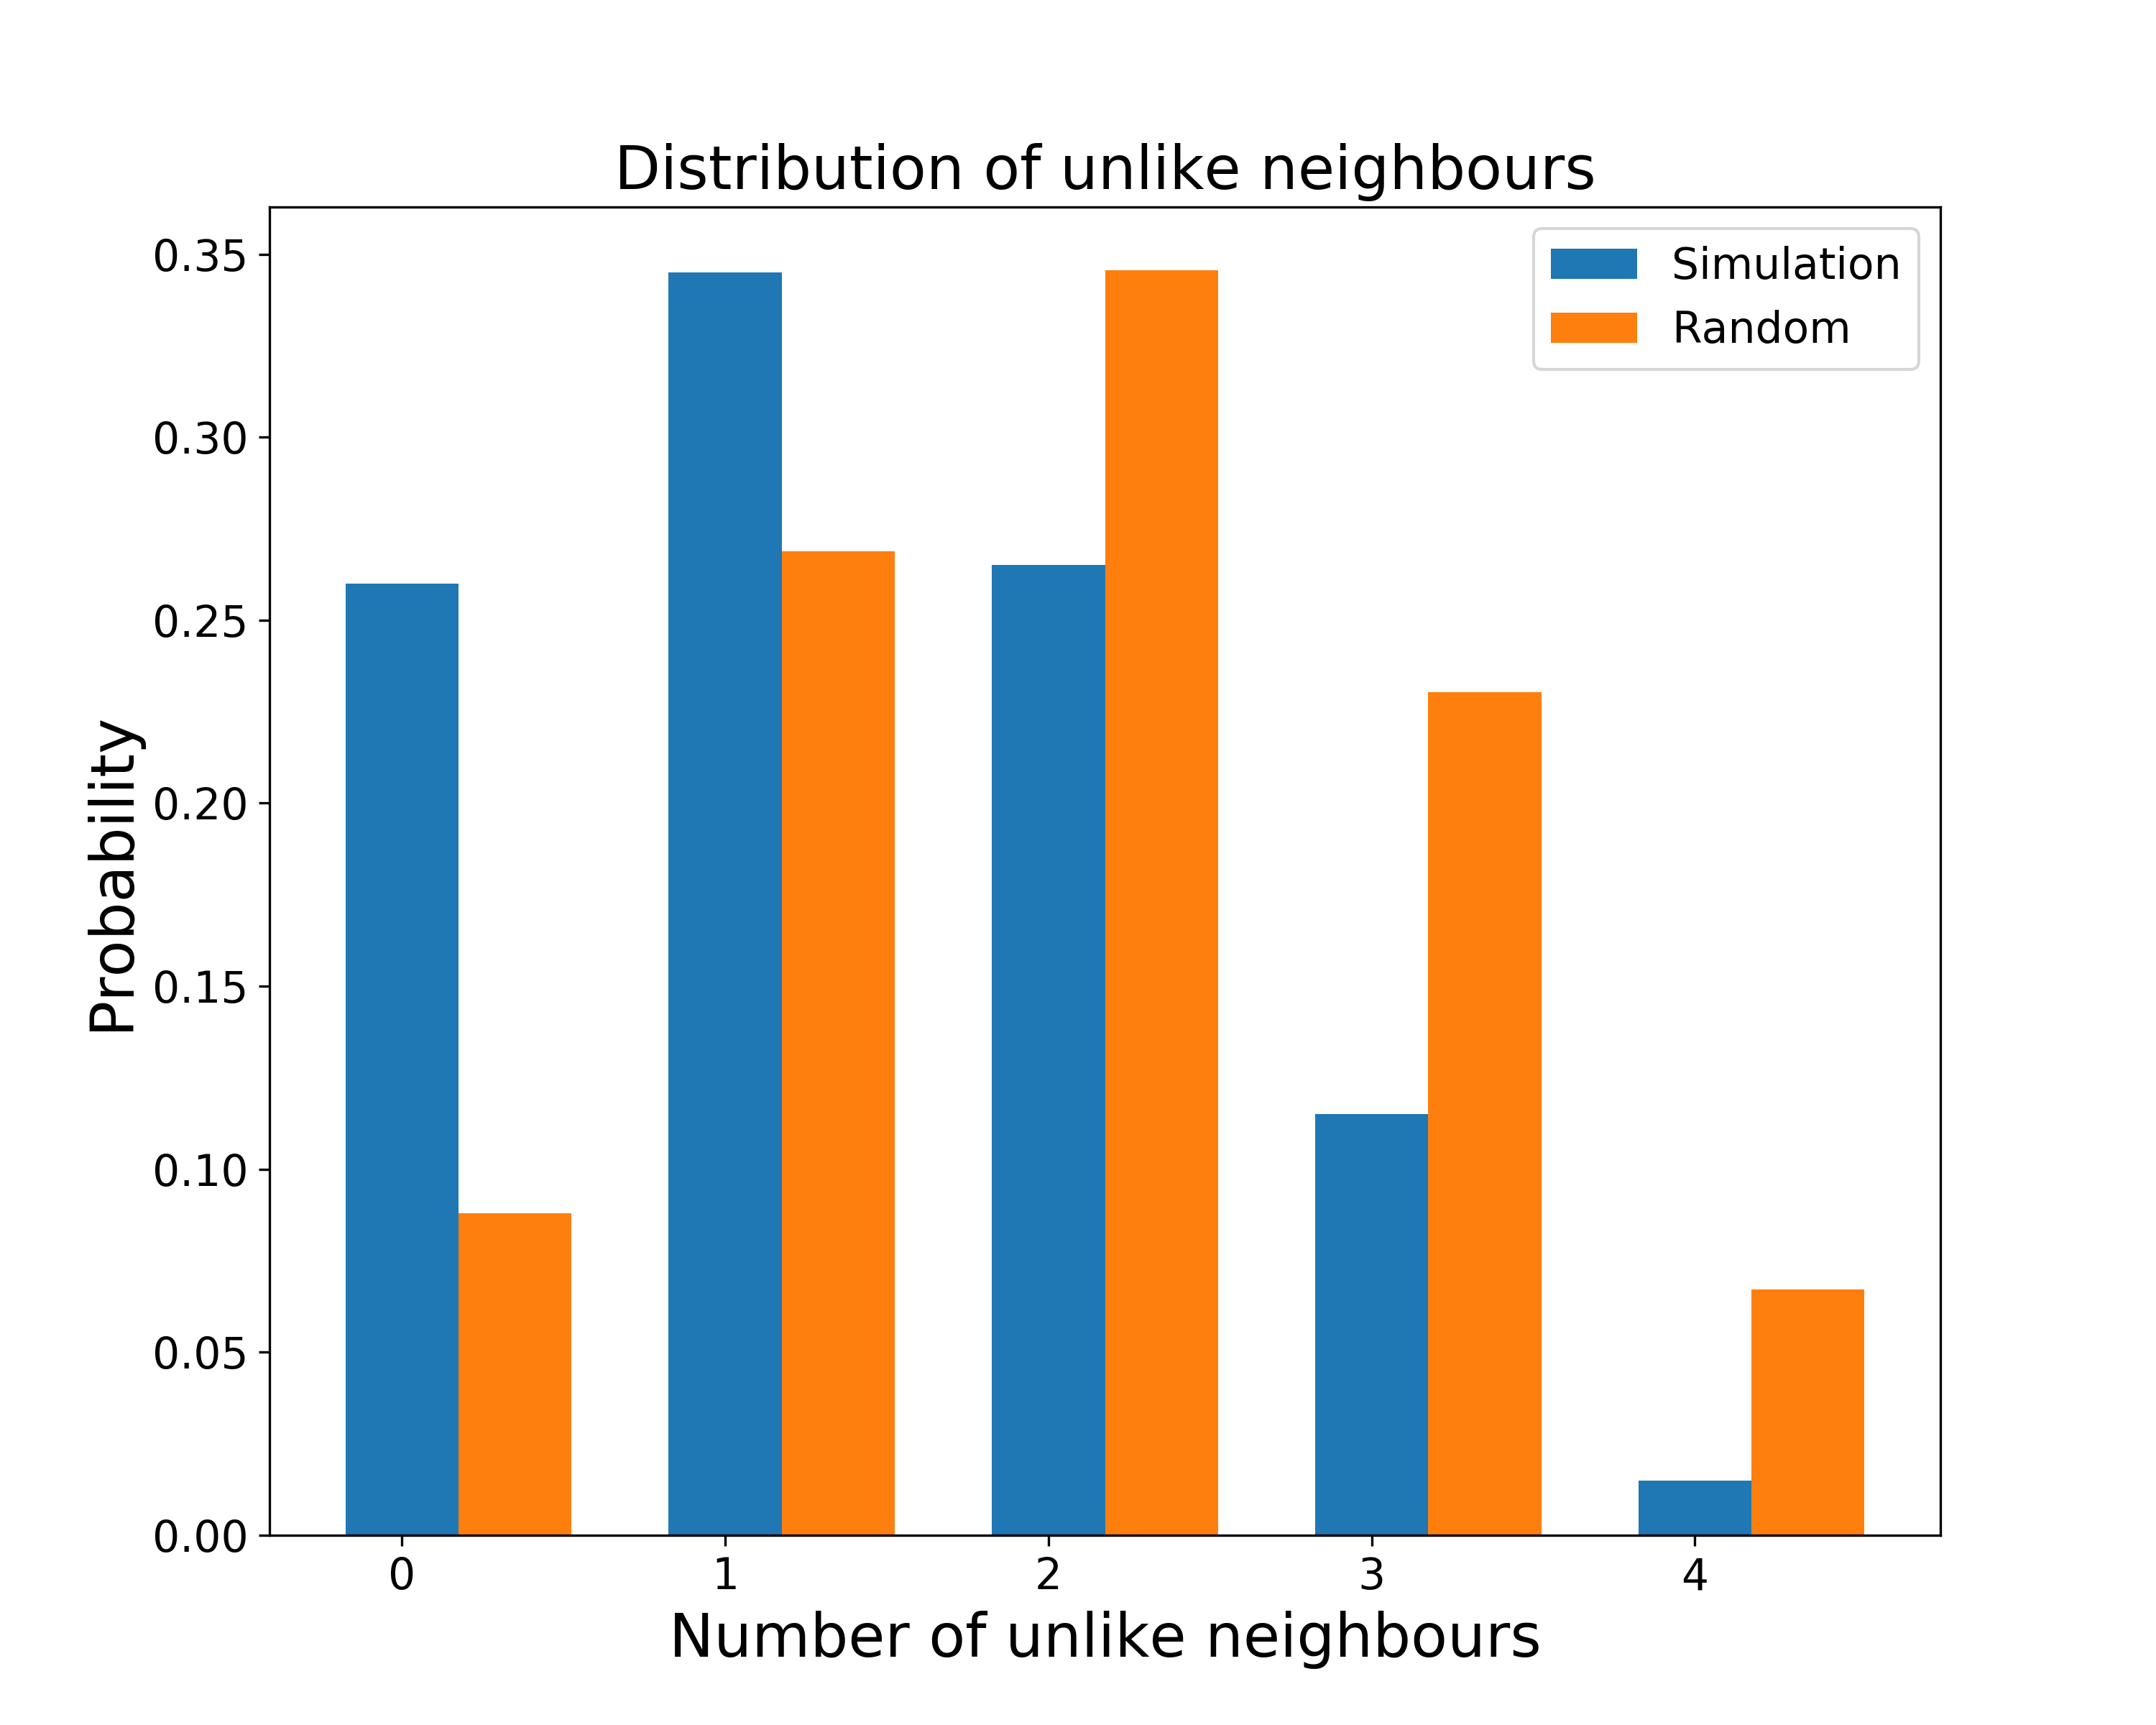 Distribution of unlike neighbours
Simulation
Random
0.35
0.30
0.25
0.20
0.15
0.10
0.05
0.00
Probability
0 1 2 3 4
Number of unlike neighbours